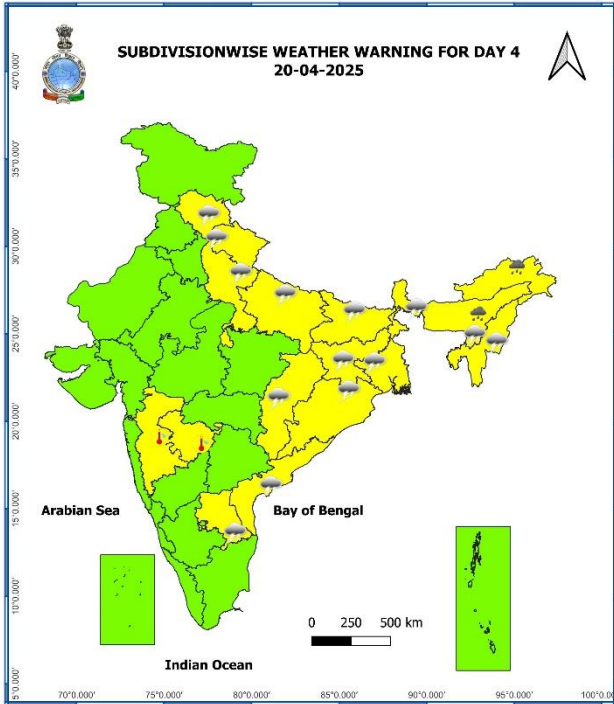 SUBDIVISIONWISE WEATHER WARNING FOR DAY 4
20-04-2025
40°0.000'
35°0.000'
30°0.000'
25°0.000'
20°0.000'
15°0.000'
10°0.000'
5°0.000'
Arabian Sea
Bay of Bengal
0 250 500 km
Indian Ocean
70°0.000' 75°0.000' 80°0.000' 85°0.000' 90°0.000' 95°0.000' 100°0.00